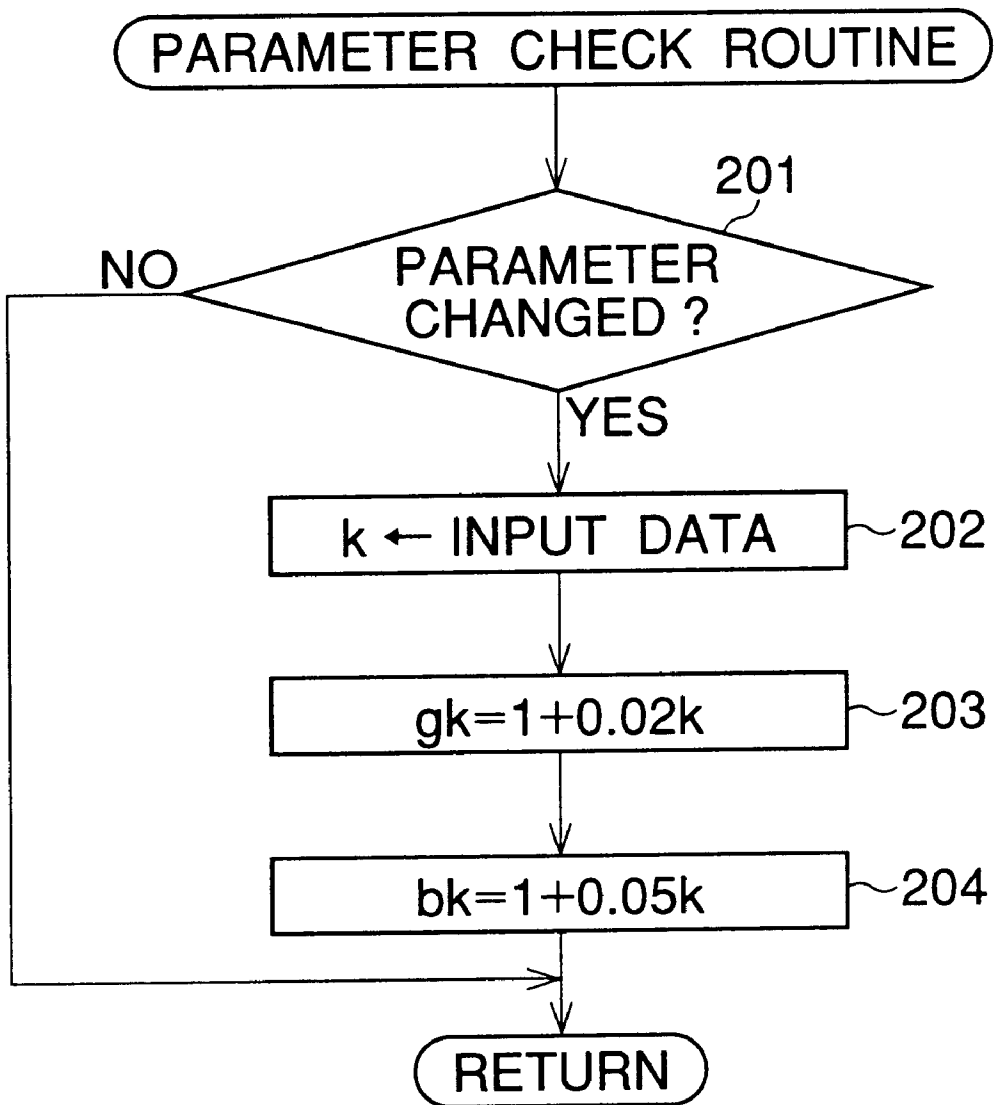 PARAMETER CHECK ROUTINE
201
NO
PARAMETER
CHANGED ?
YES
k ← INPUT DATA
202
gk=1+0.02k
203
bk=1+0.05k
204
RETURN